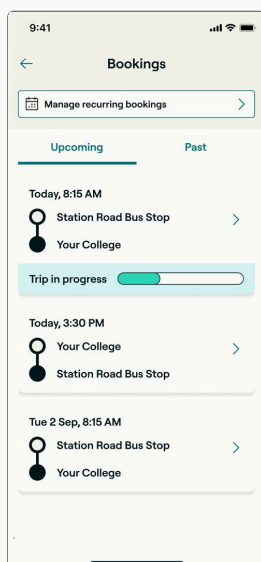 9:41
Bookings
Manage recurring bookings
Upcoming Past
Today, 8:15 AM
Station Road Bus Stop
Your College
Trip in progress
Today, 3:30 PM
Your College
Station Road Bus Stop
Tue 2 Sep, 8:15 AM
Station Road Bus Stop
Your College